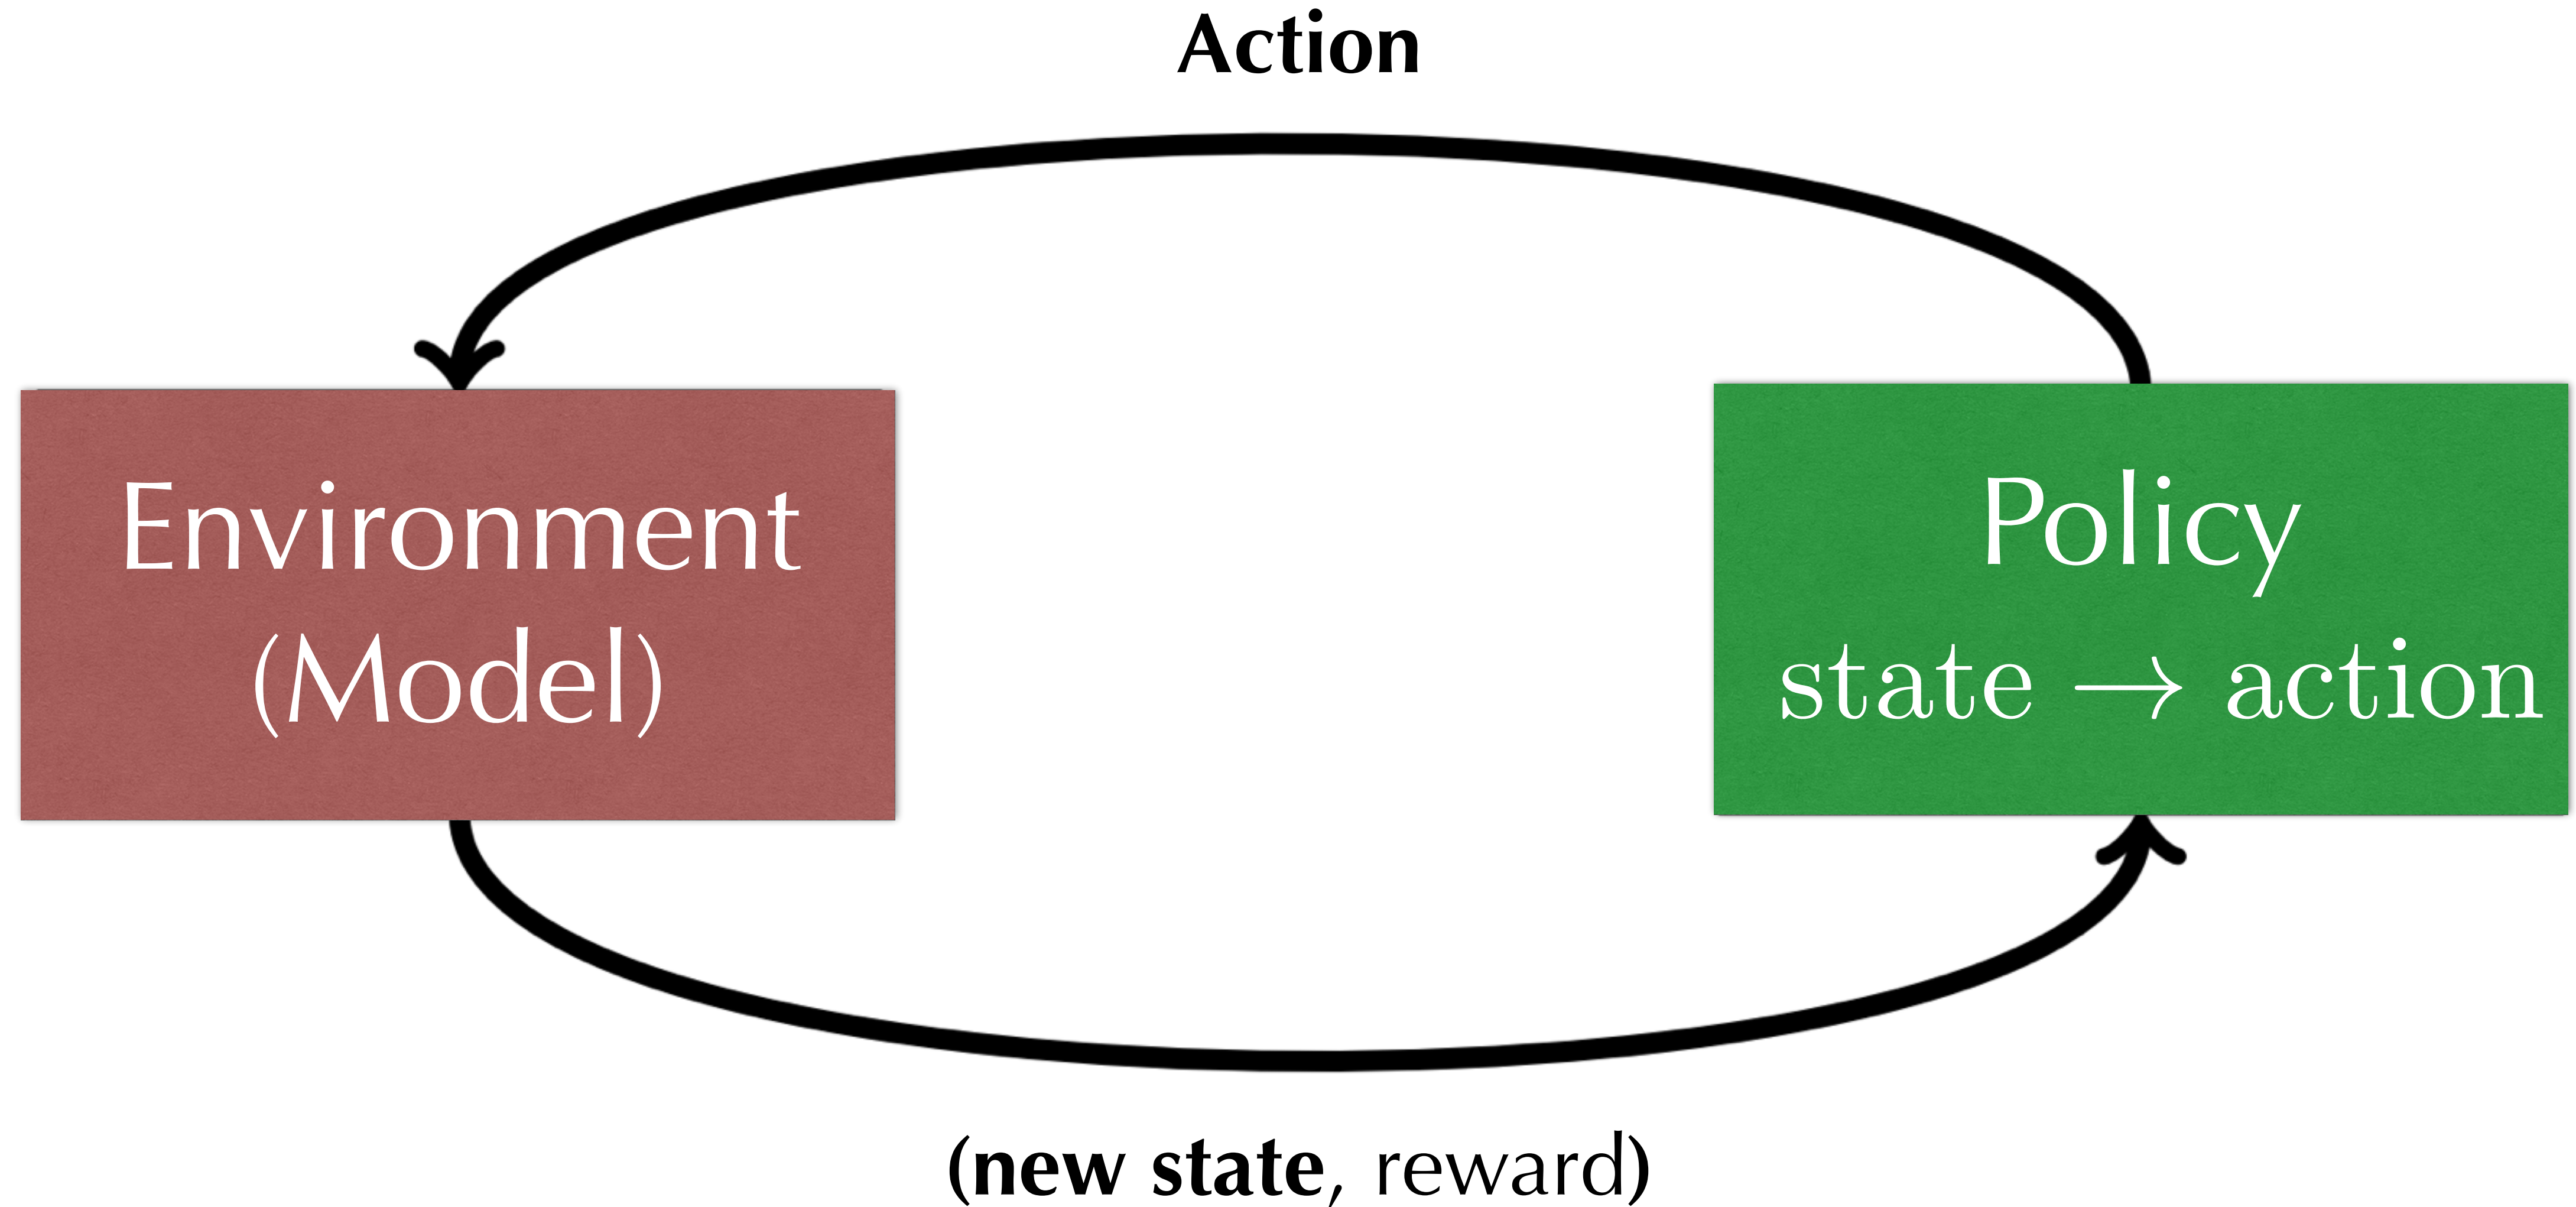 Action
Environment
(Model)
Policy
state → action
(new state, reward)